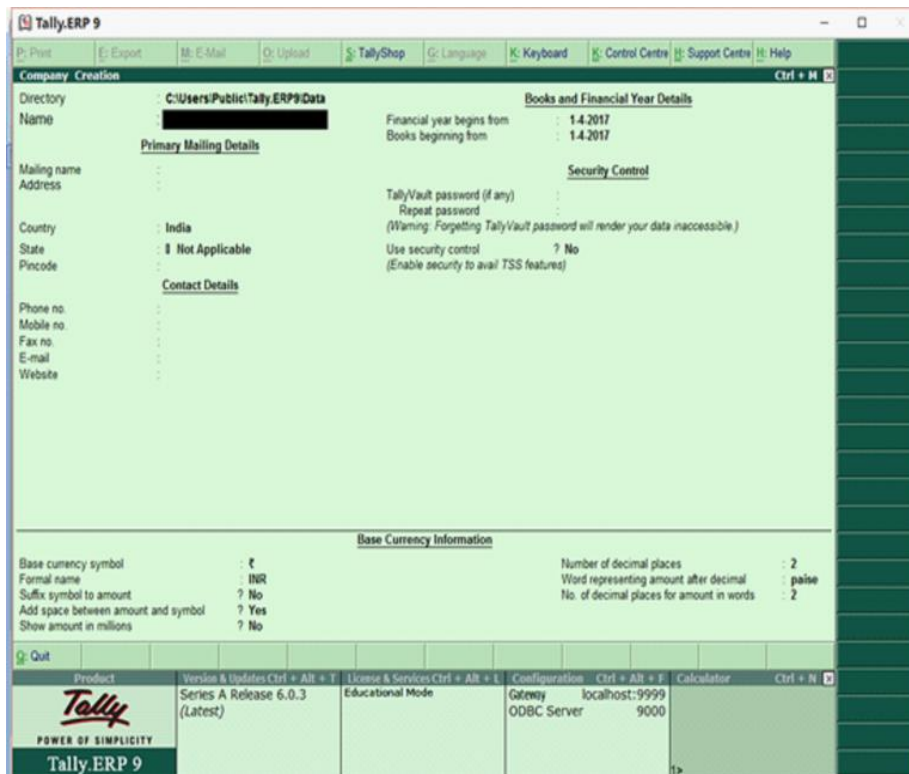 Tally.ERP 9
P: Print E: Export M: E-Mail O: Upload S: TallyShop G: Language K: Keyboard K: Control Centre H: Support Centre H: Help
Company Creation Ctrl + M
Directory : C:\Users\Public\Tally.ERP9\Data
Name :
Primary Mailing Details
Mailing name :
Address :
Country : India
State : Not Applicable
Pincode :
Contact Details
Phone no. :
Mobile no. :
Fax no. :
E-mail :
Website :
Books and Financial Year Details
Financial year begins from : 1-4-2017
Books beginning from : 1-4-2017
Security Control
TallyVault password (if any) :
Repeat password :
(Warning: Forgetting TallyVault password will render your data inaccessible.)
Use security control ? No
(Enable security to avail TSS features)
Base Currency Information
Base currency symbol : ₹
Formal name : INR
Suffix symbol to amount ? No
Add space between amount and symbol ? Yes
Show amount in millions ? No
Number of decimal places : 2
Word representing amount after decimal : paise
No. of decimal places for amount in words : 2
Q: Quit
Product
Tally
POWER OF SIMPLICITY
Tally.ERP 9
Version & Updates Ctrl + Alt + T
Series A Release 6.0.3
(Latest)
License & Services Ctrl + Alt + L
Educational Mode
Configuration Ctrl + Alt + F
Gateway localhost:9999
ODBC Server 9000
Calculator Ctrl + N
1>